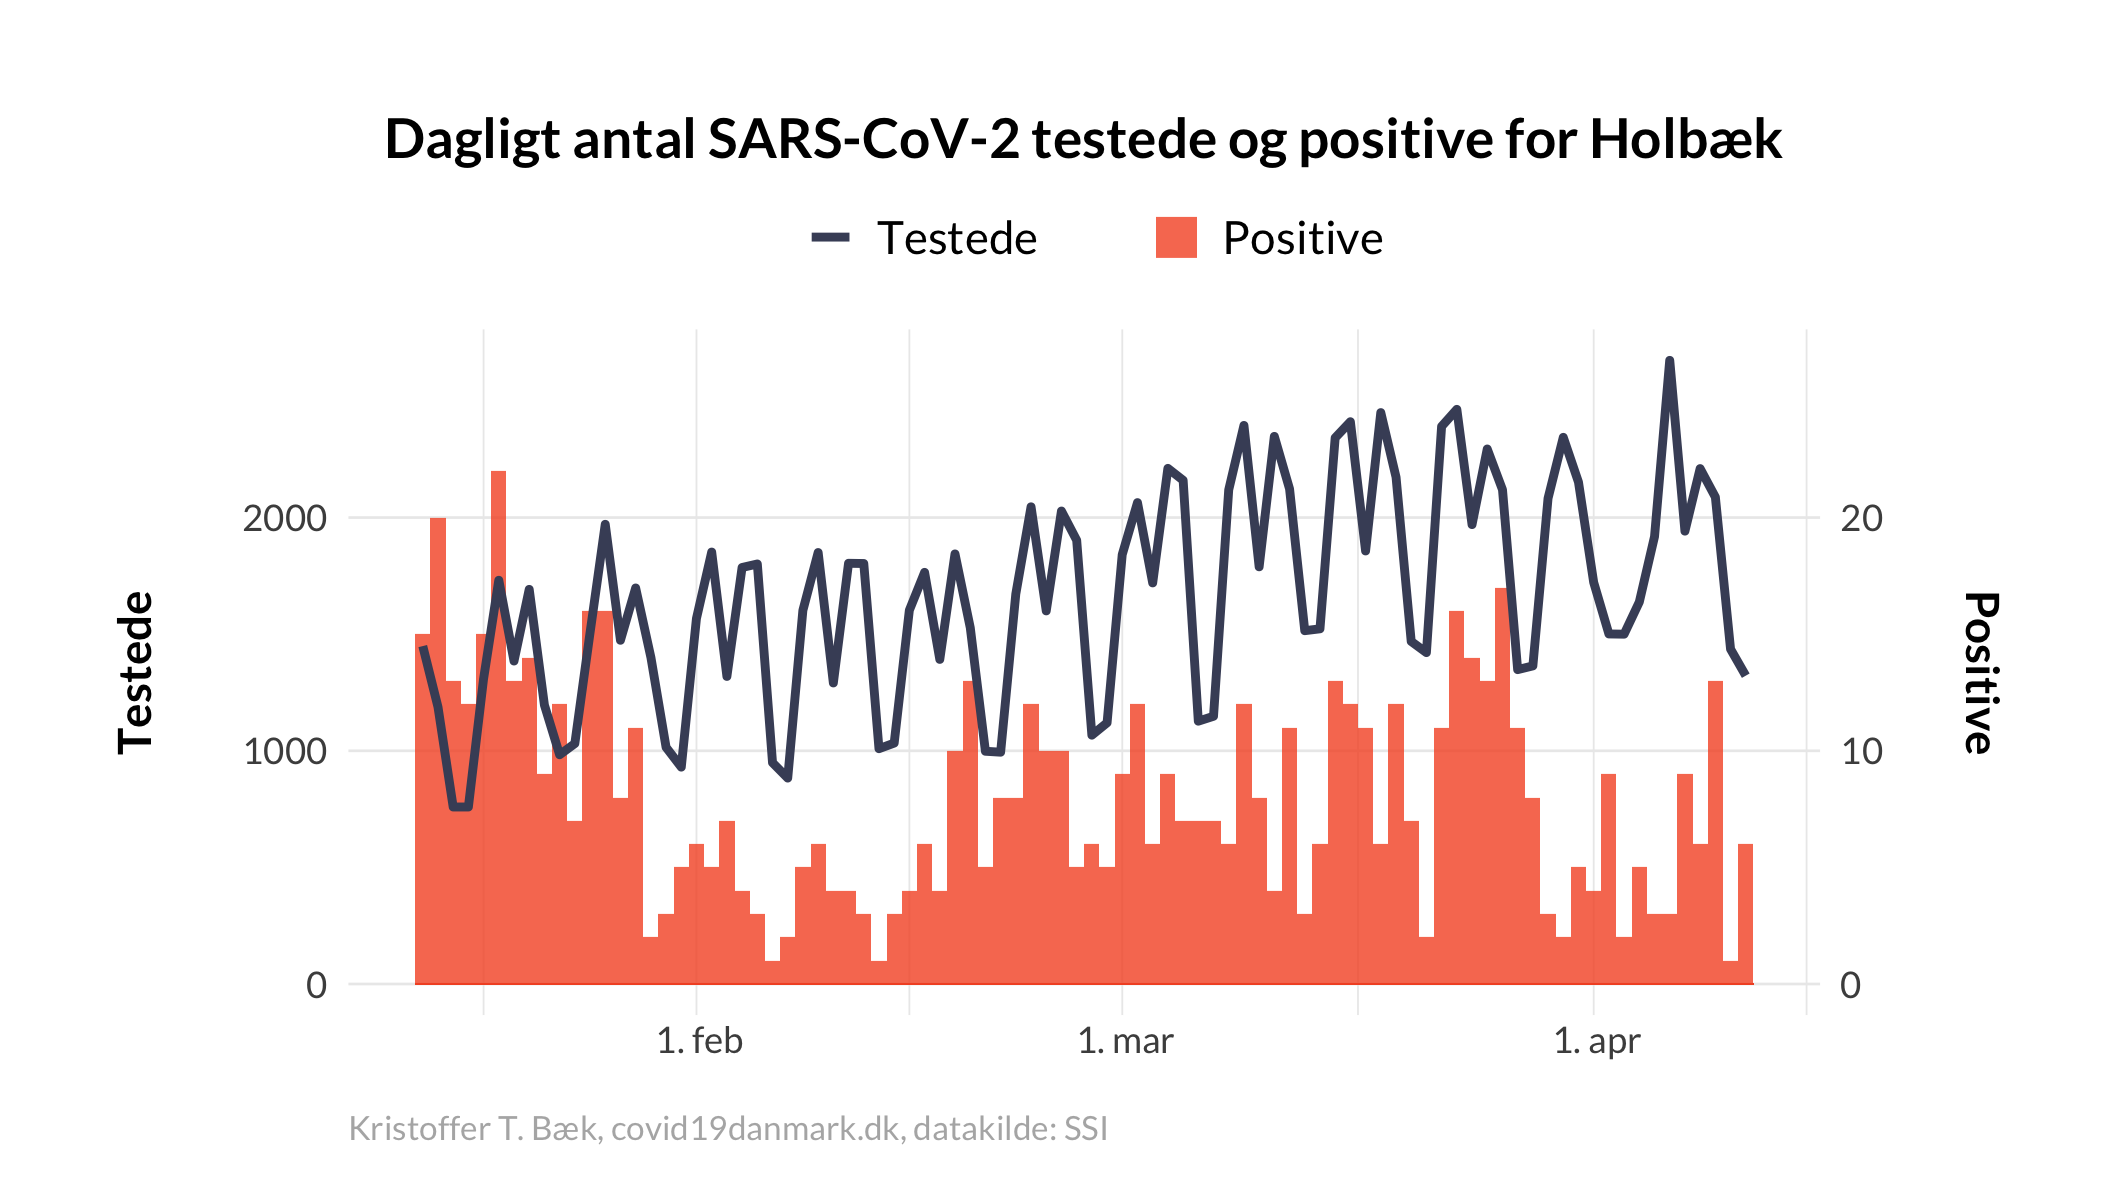 Dagligt antal SARS-CoV-2 testede og positive for Holbæk
Testede
Positive
Testede
2000
1000
0
20
10
0
Positive
1. feb
1. mar
1. apr
Kristoffer T. Bæk, covid19danmark.dk, datakilde: SSI